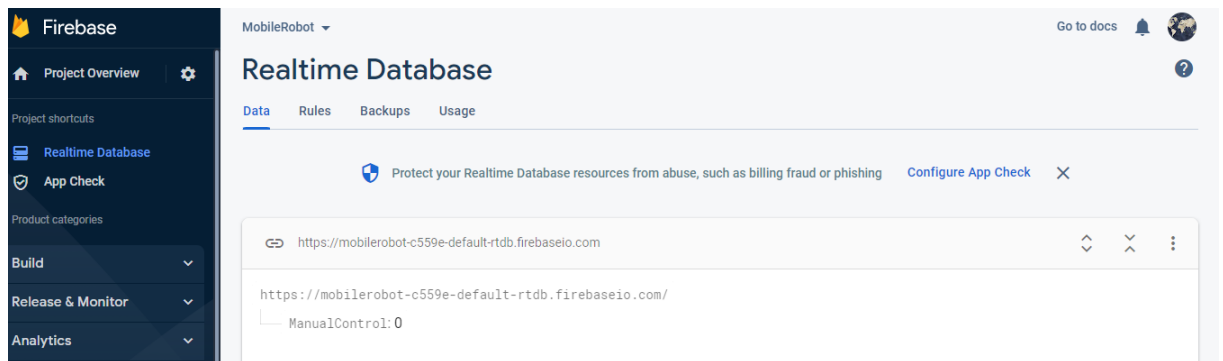 Firebase
Project Overview
Project shortcuts
Realtime Database
App Check
Product categories
Build
Release & Monitor
Analytics
MobileRobot
Go to docs
Realtime Database
Data Rules Backups Usage
Protect your Realtime Database resources from abuse, such as billing fraud or phishing Configure App Check
https://mobilerobot-c559e-default-rtdb.firebaseio.com
https://mobilerobot-c559e-default-rtdb.firebaseio.com/
ManualControl: 0